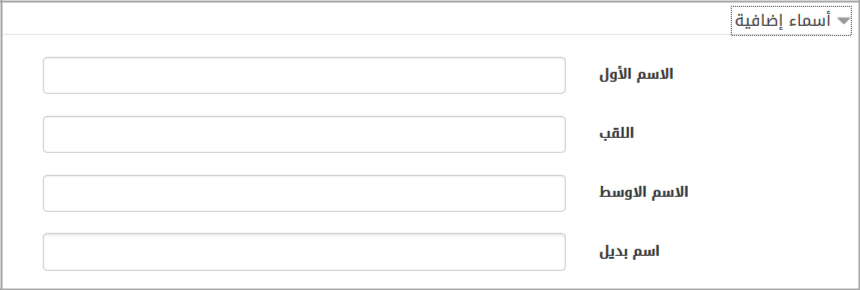 أسماء إضافية
الاسم الأول
اللقب
الاسم الاوسط
اسم بديل